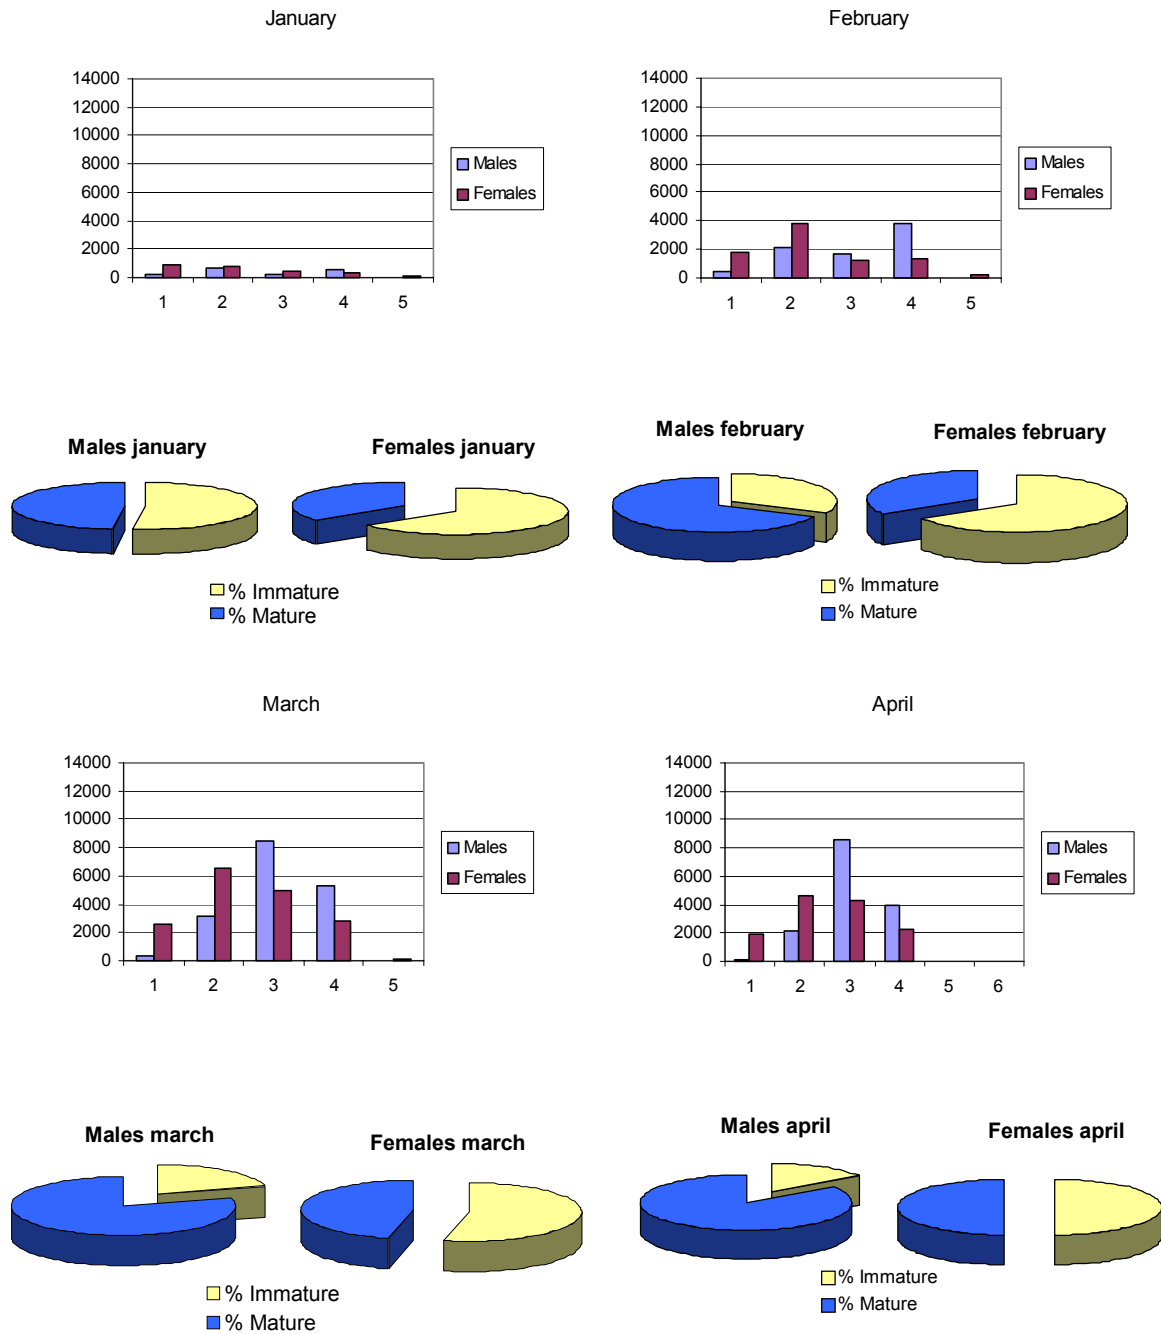 January
14000
12000
10000
8000
6000
4000
2000
0
1 2 3 4 5
Males
Females
February
14000
12000
10000
8000
6000
4000
2000
0
1 2 3 4 5
Males
Females
Males january
Females january
% Immature
% Mature
Males february
Females february
% Immature
% Mature
March
14000
12000
10000
8000
6000
4000
2000
0
1 2 3 4 5
Males
Females
April
14000
12000
10000
8000
6000
4000
2000
0
1 2 3 4 5 6
Males
Females
Males march
Females march
% Immature
% Mature
Males april
Females april
% Immature
% Mature